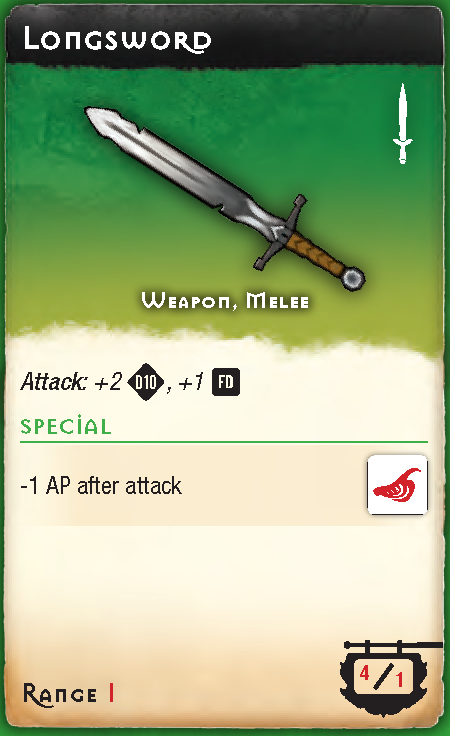 Longsword
Weapon, Melee
Attack: +2 D10, +1 FD
SPECIAL
-1 AP after attack
4/1
Range 1